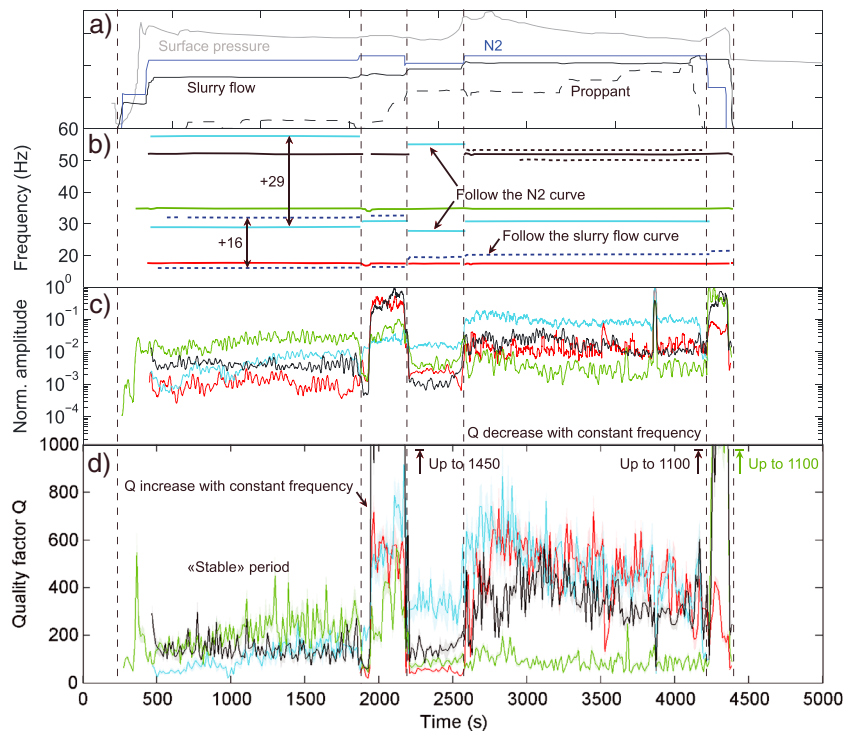 a)
Surface pressure
N2
Slurry flow
Proppant
b)
60
50
40
30
20
10
Frequency (Hz)
+29
+16
Follow the N2 curve
Follow the slurry flow curve
c)
10⁰
10⁻¹
10⁻²
10⁻³
10⁻⁴
Norm. amplitude
Q decrease with constant frequency
d)
1000
800
600
400
200
0
Quality factor Q
Up to 1450
Up to 1100
Up to 1100
Q increase with constant frequency
«Stable» period
0 500 1000 1500 2000 2500 3000 3500 4000 4500 5000
Time (s)